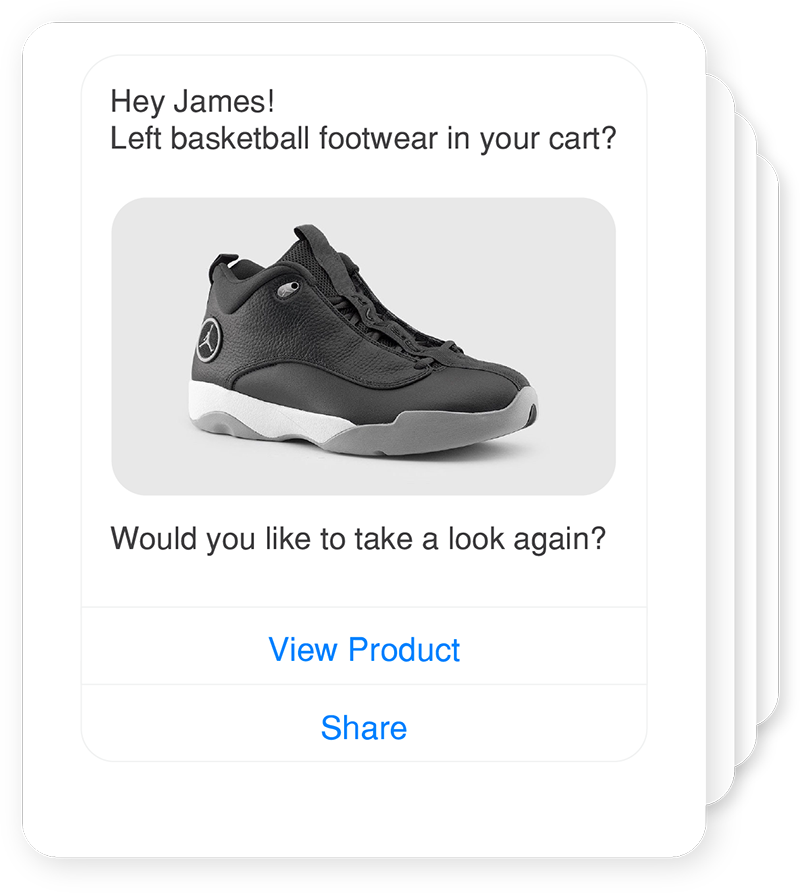 Hey James!
Left basketball footwear in your cart?
Would you like to take a look again?
View Product
Share